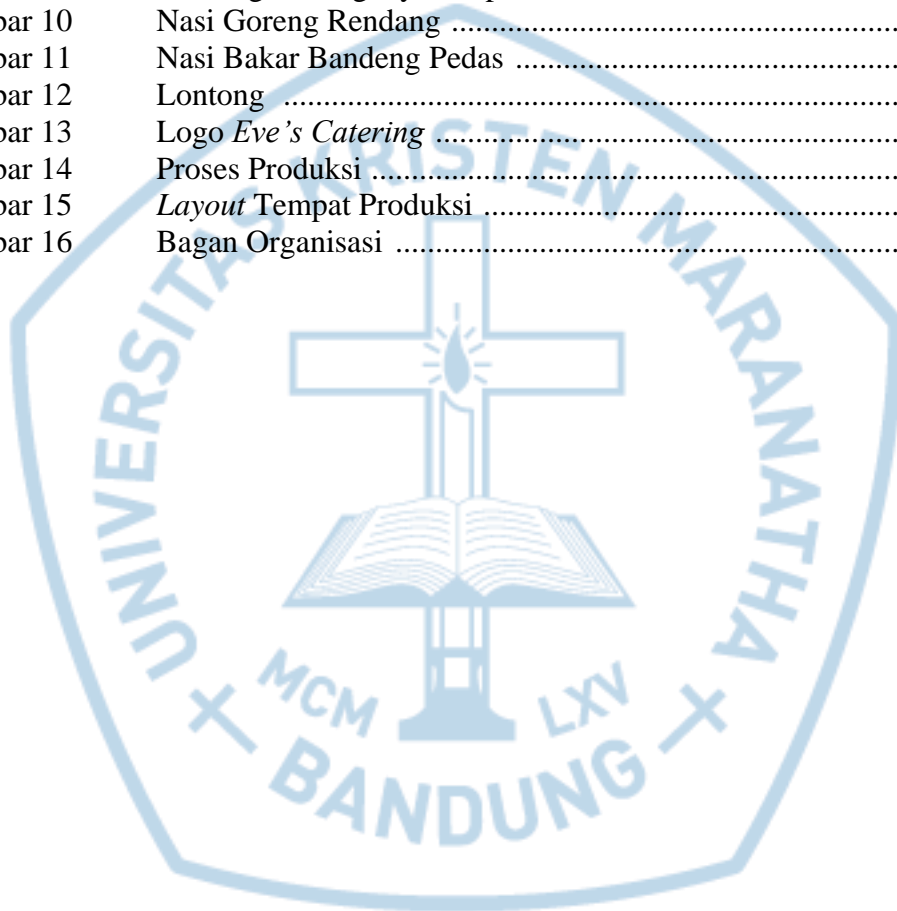 bar 10 Nasi Goreng Rendang ........................................................................
bar 11 Nasi Bakar Bandeng Pedas ..............................................................
bar 12 Lontong ..............................................................................................
bar 13 Logo Eve’s Catering ..........................................................................
bar 14 Proses Produksi ..................................................................................
bar 15 Layout Tempat Produksi ..................................................................
bar 16 Bagan Organisasi ..............................................................................
UNIVERSITAS KRISTEN MARANATHA
MCM LXV
BANDUNG